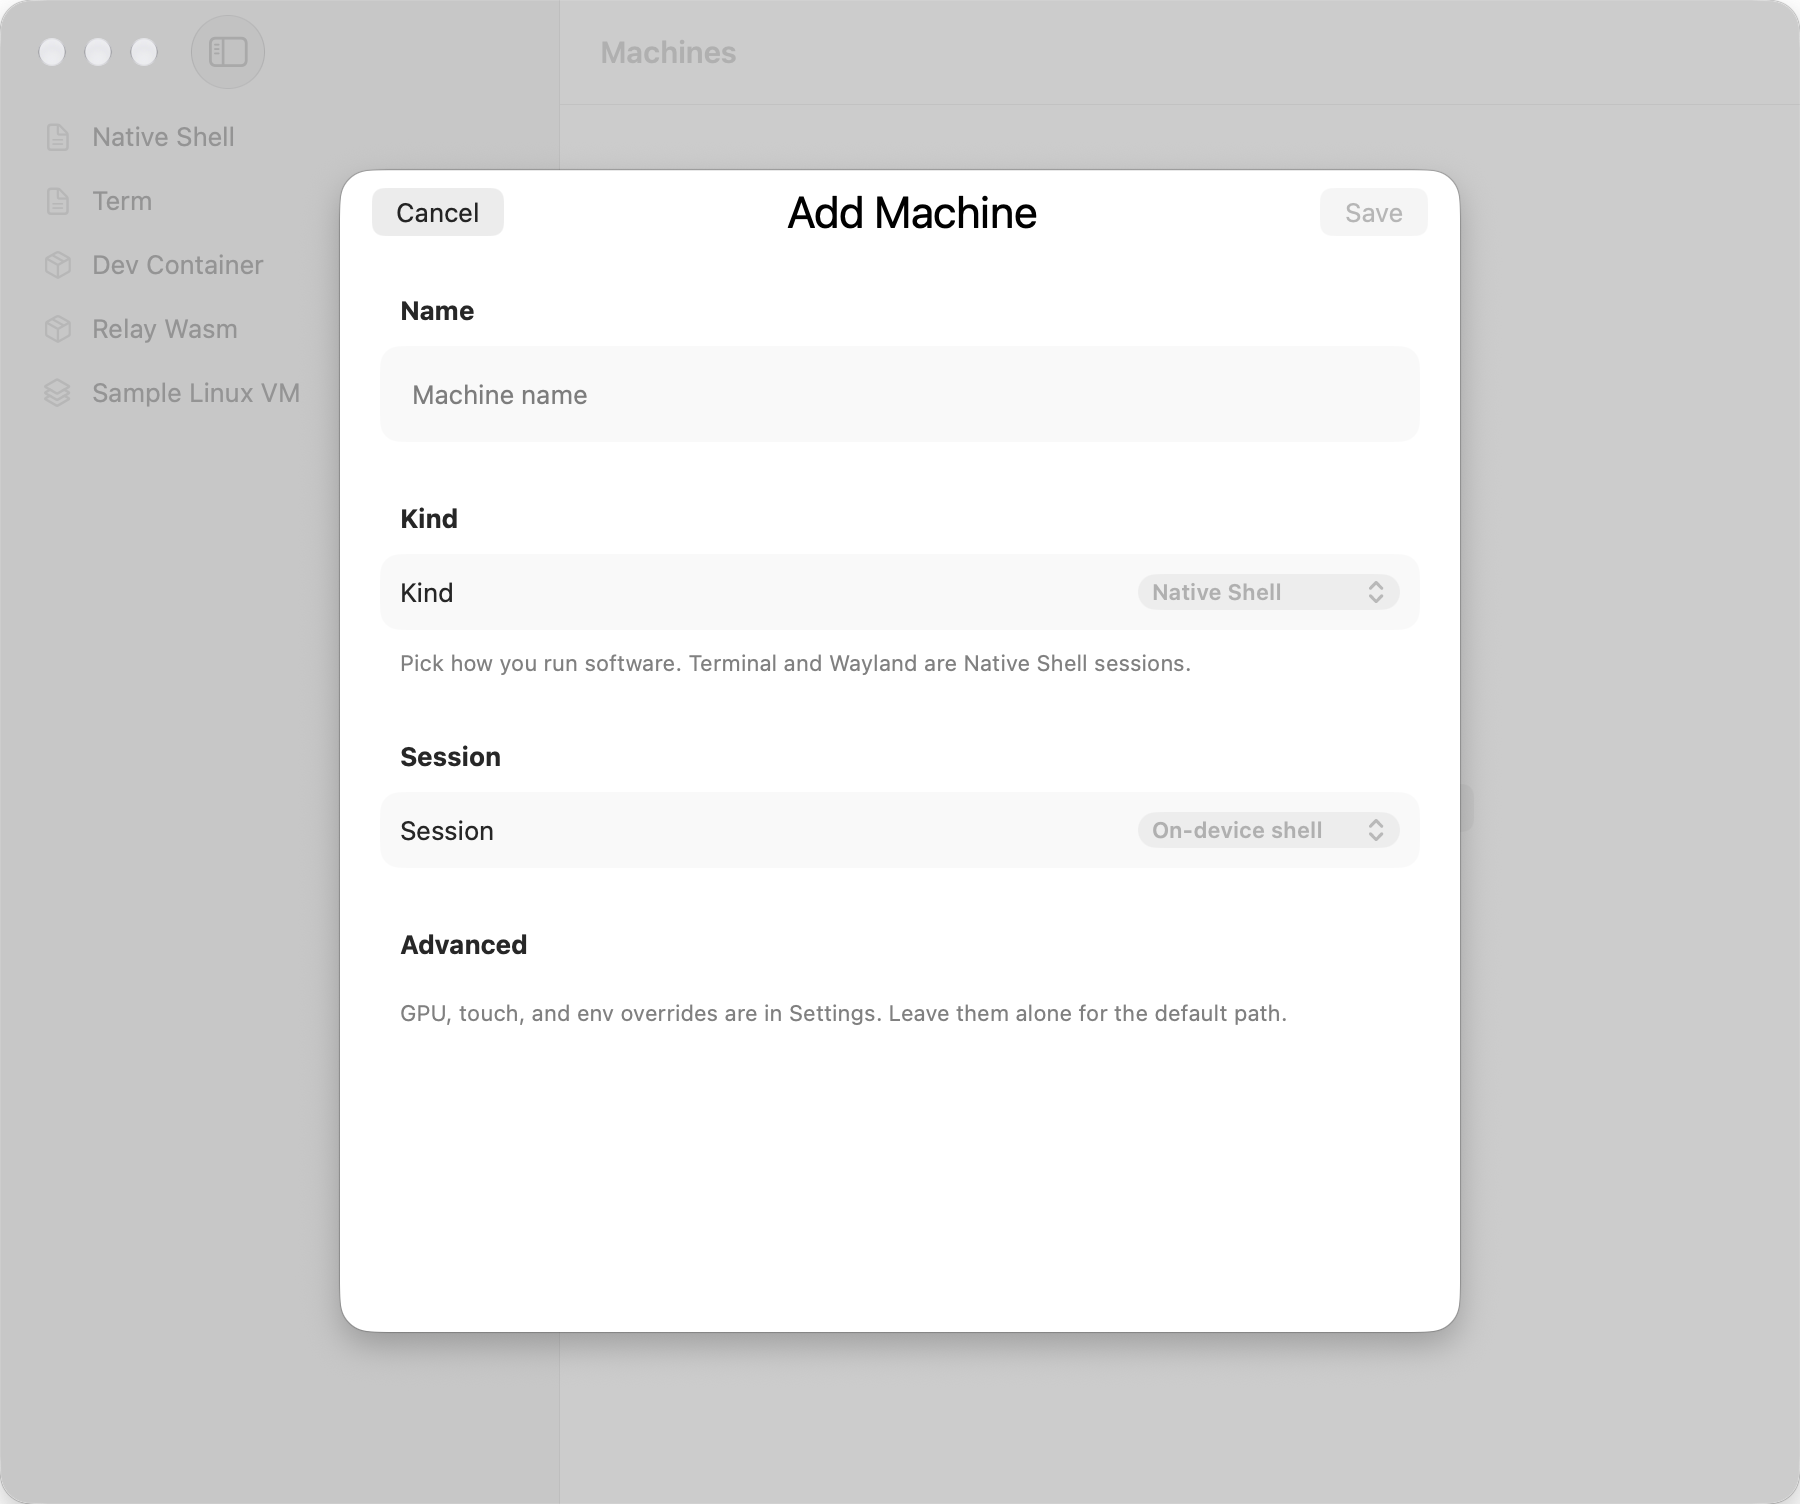 Machines
Native Shell
Term
Dev Container
Relay Wasm
Sample Linux VM
Cancel
Add Machine
Save
Name
Machine name
Kind
Kind
Native Shell
Pick how you run software. Terminal and Wayland are Native Shell sessions.
Session
Session
On-device shell
Advanced
GPU, touch, and env overrides are in Settings. Leave them alone for the default path.